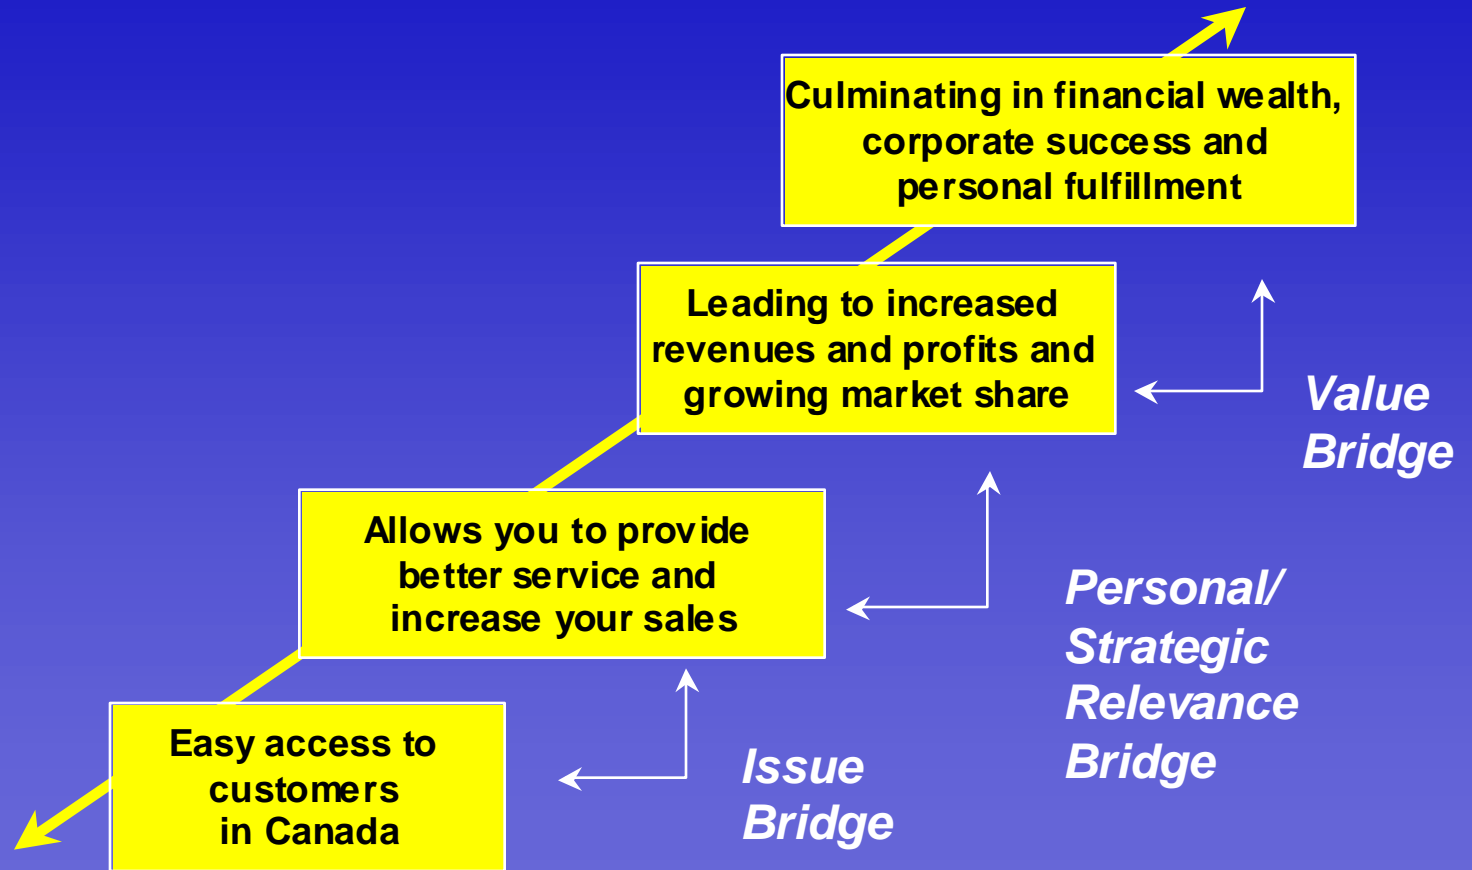 Culminating in financial wealth,
corporate success and
personal fulfillment
Leading to increased
revenues and profits and
growing market share
Value
Bridge
Allows you to provide
better service and
increase your sales
Personal/
Strategic
Relevance
Bridge
Easy access to
customers
in Canada
Issue
Bridge